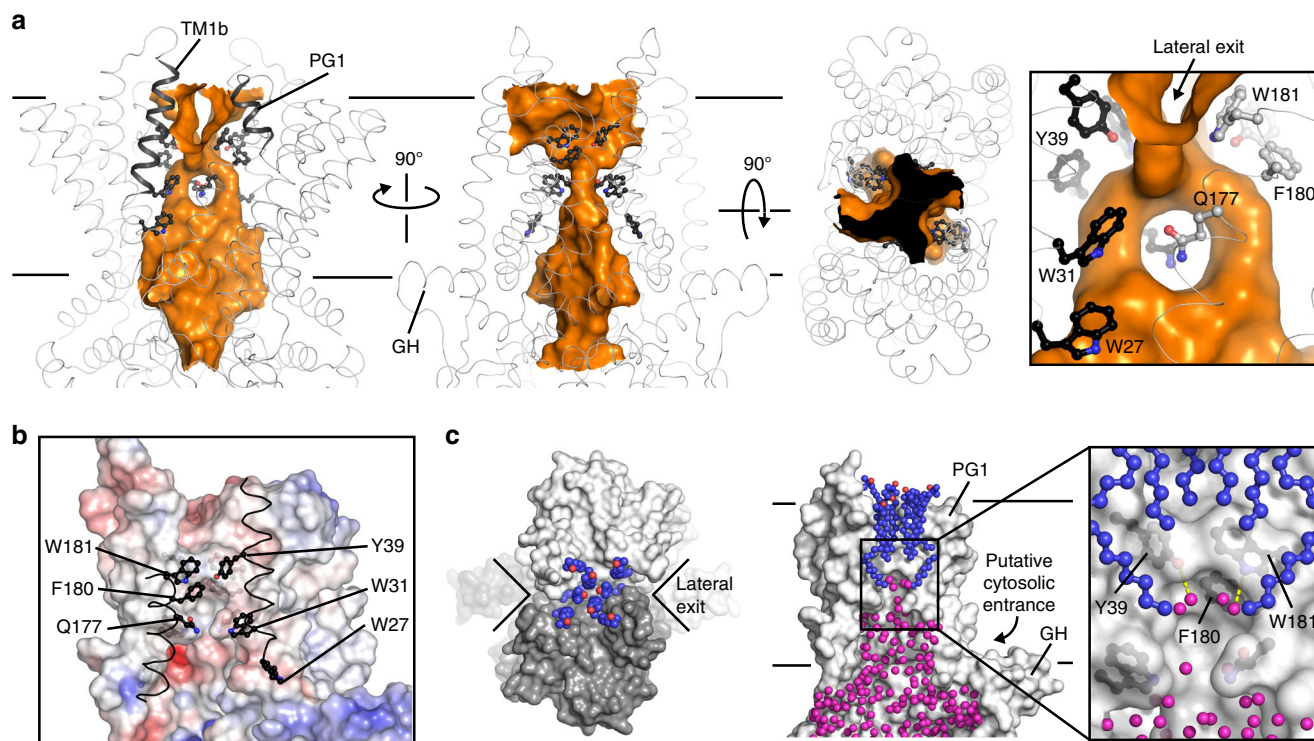 a
TM1b
PG1
90°
GH
90°
Lateral exit
Y39
W181
F180
Q177
W31
W27
b
W181
F180
Q177
Y39
W31
W27
c
Lateral
exit
PG1
Putative
cytosolic
entrance
GH
Y39
F180
W181